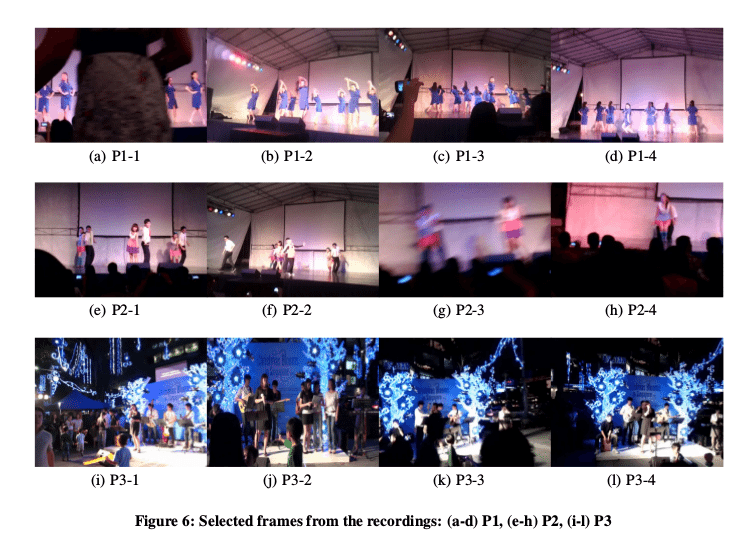 (a) P1-1
(b) P1-2
(c) P1-3
(d) P1-4
(e) P2-1
(f) P2-2
(g) P2-3
(h) P2-4
(i) P3-1
(j) P3-2
(k) P3-3
(l) P3-4
Figure 6: Selected frames from the recordings: (a-d) P1, (e-h) P2, (i-l) P3